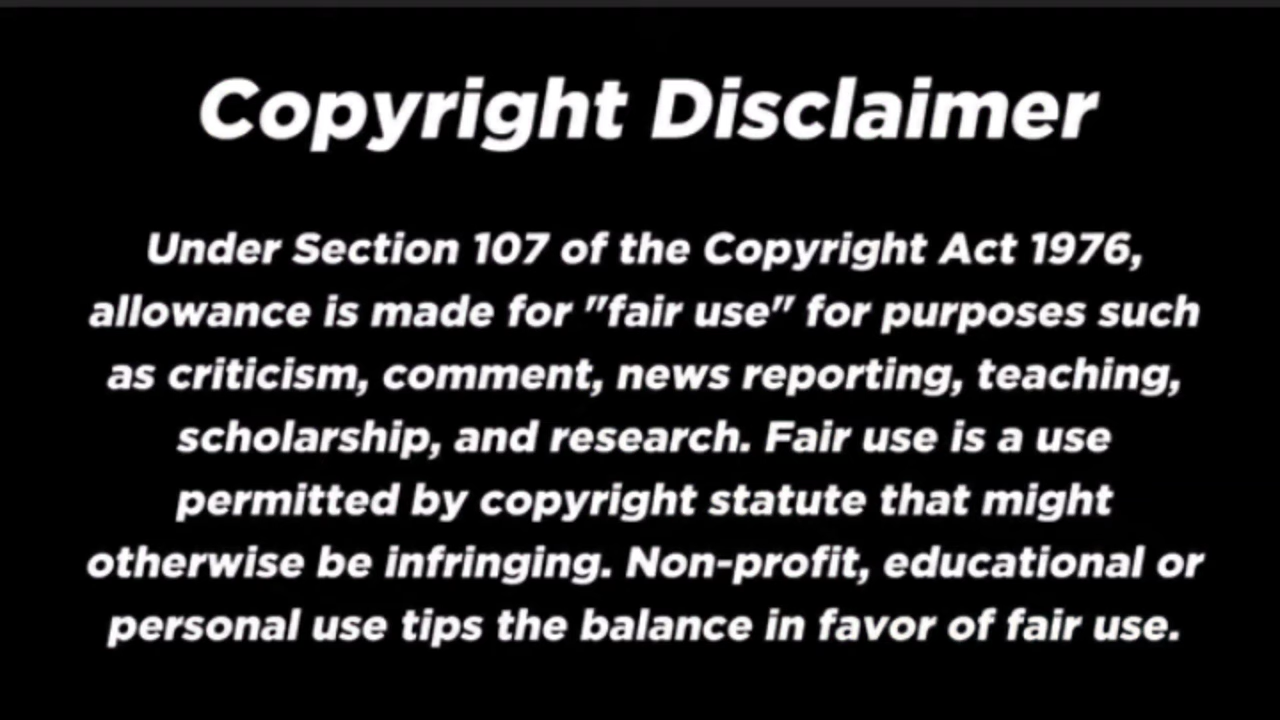 Copyright Disclaimer
Under Section 107 of the Copyright Act 1976,
allowance is made for "fair use" for purposes such
as criticism, comment, news reporting, teaching,
scholarship, and research. Fair use is a use
permitted by copyright statute that might
otherwise be infringing. Non-profit, educational or
personal use tips the balance in favor of fair use.